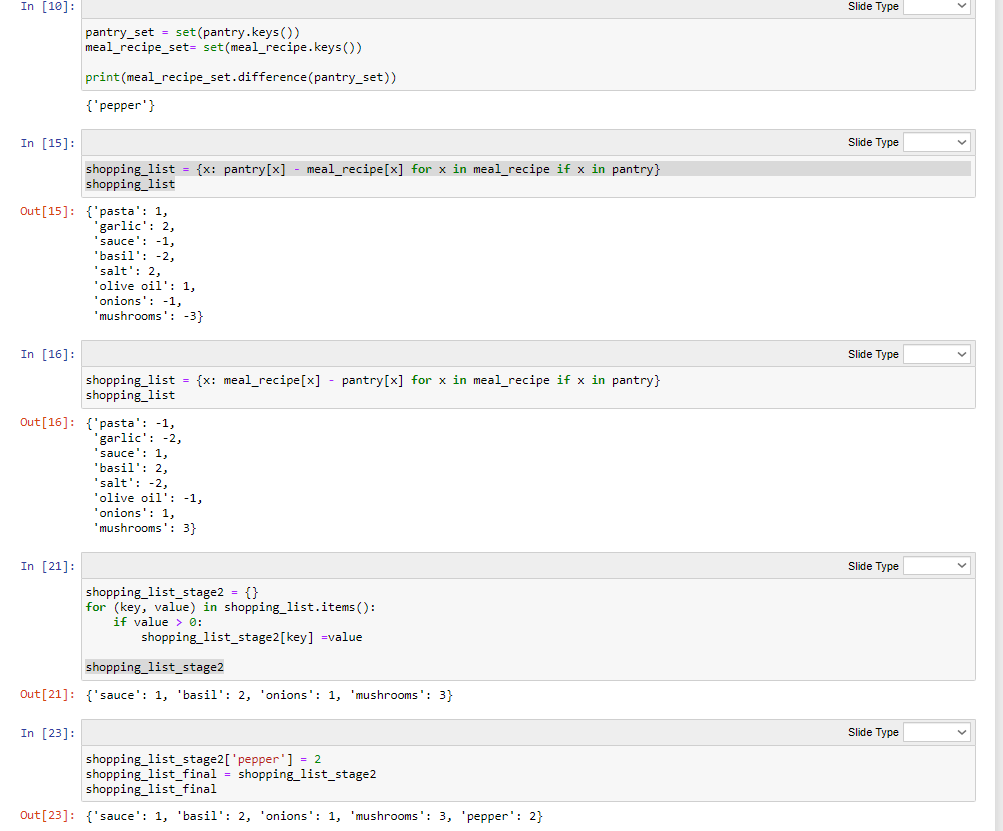 In [10]:
Slide Type
pantry_set = set(pantry.keys())
meal_recipe_set= set(meal_recipe.keys())
print(meal_recipe_set.difference(pantry_set))
{'pepper'}
In [15]:
Slide Type
shopping_list = {x: pantry[x] - meal_recipe[x] for x in meal_recipe if x in pantry}
shopping_list
Out[15]: {'pasta': 1,
'garlic': 2,
'sauce': -1,
'basil': -2,
'salt': 2,
'olive oil': 1,
'onions': -1,
'mushrooms': -3}
In [16]:
Slide Type
shopping_list = {x: meal_recipe[x] - pantry[x] for x in meal_recipe if x in pantry}
shopping_list
Out[16]: {'pasta': -1,
'garlic': -2,
'sauce': 1,
'basil': 2,
'salt': -2,
'olive oil': -1,
'onions': 1,
'mushrooms': 3}
In [21]:
Slide Type
shopping_list_stage2 = {}
for (key, value) in shopping_list.items():
    if value > 0:
        shopping_list_stage2[key] =value
shopping_list_stage2
Out[21]: {'sauce': 1, 'basil': 2, 'onions': 1, 'mushrooms': 3}
In [23]:
Slide Type
shopping_list_stage2['pepper'] = 2
shopping_list_final = shopping_list_stage2
shopping_list_final
Out[23]: {'sauce': 1, 'basil': 2, 'onions': 1, 'mushrooms': 3, 'pepper': 2}